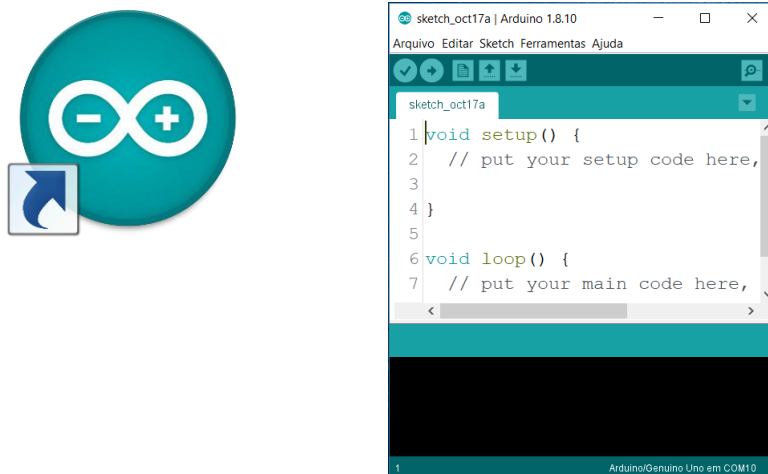 sketch_oct17a | Arduino 1.8.10
Arquivo Editar Sketch Ferramentas Ajuda
sketch_oct17a
1 void setup() {
2 // put your setup code here,
3
4 }
5
6 void loop() {
7 // put your main code here,
1 Arduino/Genuino Uno em COM10